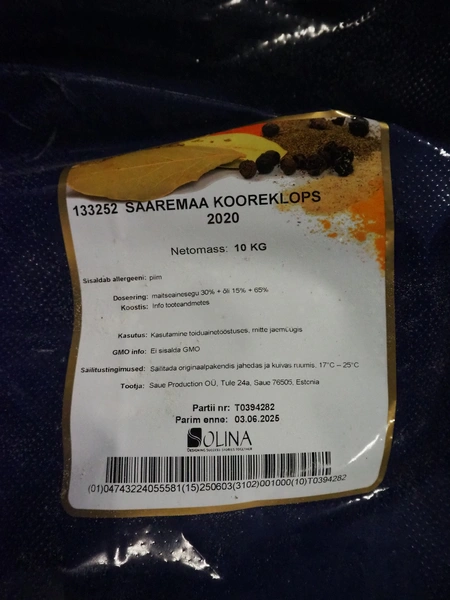 133252 SAAREMAA KOOREKLOPS
2020
Netomass: 10 KG
Sisaldab allergeeni: piim
Doseering: maitseainesegu 30% + õli 15% + 65%
Koostis: Info tooteandmetes
Kasutus: Kasutamine toiduainetööstuses, mitte jaemüügis
GMO info: Ei sisalda GMO
Säilitustingimused: Säilitada originaalpakendis jahedas ja kuivas ruumis, 17°C – 25°C
Tootja: Saue Production OÜ, Tule 24a, Saue 76505, Estonia
Partii nr: T0394282
Parim enne: 03.06.2025
SOLINA
(01)04743224055581(15)250603(3102)001000(10)T0394282